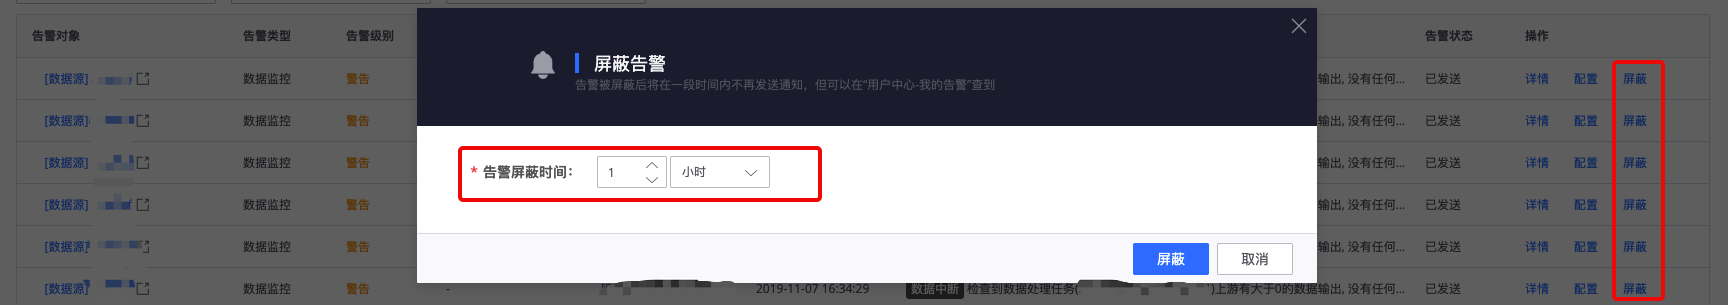 告警对象 告警类型 告警级别 告警状态 操作
屏蔽告警
告警被屏蔽后将在一段时间内不再发送通知，但可以在“用户中心-我的告警”查到
[数据源] 数据监控 警告 输出, 没有任何... 已发送 详情 配置 屏蔽
[数据源] 数据监控 警告 输出, 没有任何... 已发送 详情 配置 屏蔽
[数据源] 数据监控 警告 输出, 没有任何... 已发送 详情 配置 屏蔽
* 告警屏蔽时间： 1 小时
[数据源] 数据监控 警告 输出, 没有任何... 已发送 详情 配置 屏蔽
[数据源] 数据监控 警告 输出, 没有任何... 已发送 详情 配置 屏蔽
屏蔽 取消
[数据源] 数据监控 警告 - 2019-11-07 16:34:29 数据中断 检查到数据处理任务( )上游有大于0的数据输出, 没有任何... 已发送 详情 配置 屏蔽